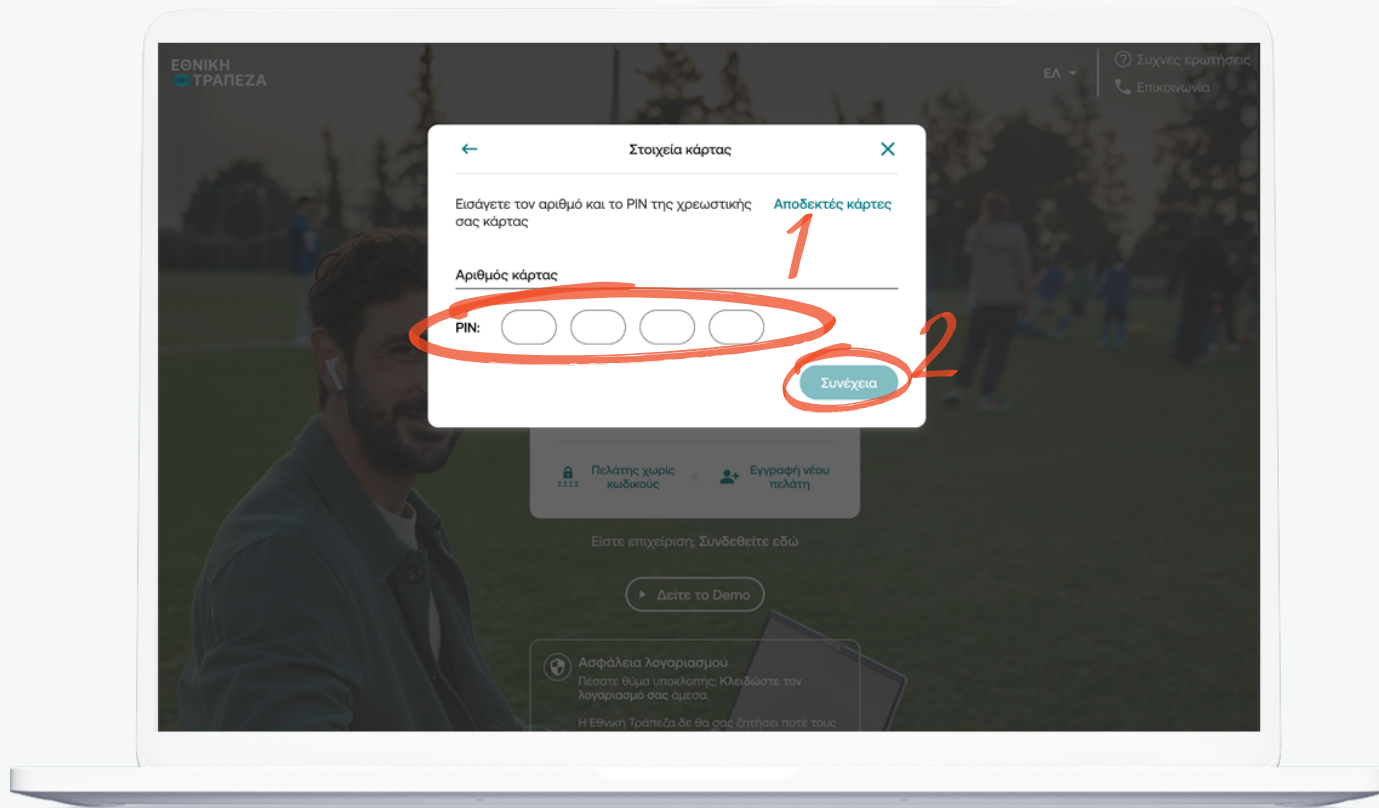 ΕΘΝΙΚΗ
ΤΡΑΠΕΖΑ
ΕΛ
Συχνές ερωτήσεις
Επικοινωνία
Στοιχεία κάρτας
Εισάγετε τον αριθμό και το PIN της χρεωστικής
σας κάρτας
Αποδεκτές κάρτες
1
Αριθμός κάρτας
PIN:
2
Συνέχεια
Πελάτης χωρίς
κωδικούς
Εγγραφή νέου
πελάτη
Είστε επιχείριση; Συνδεθείτε εδώ
Δείτε το Demo
Ασφάλεια λογαριασμού
Πέσατε θύμα υποκλοπής; Κλειδώστε τον
λογαριασμό σας άμεσα.
Η Εθνική Τράπεζα δε θα σας ζητήσει ποτέ τους